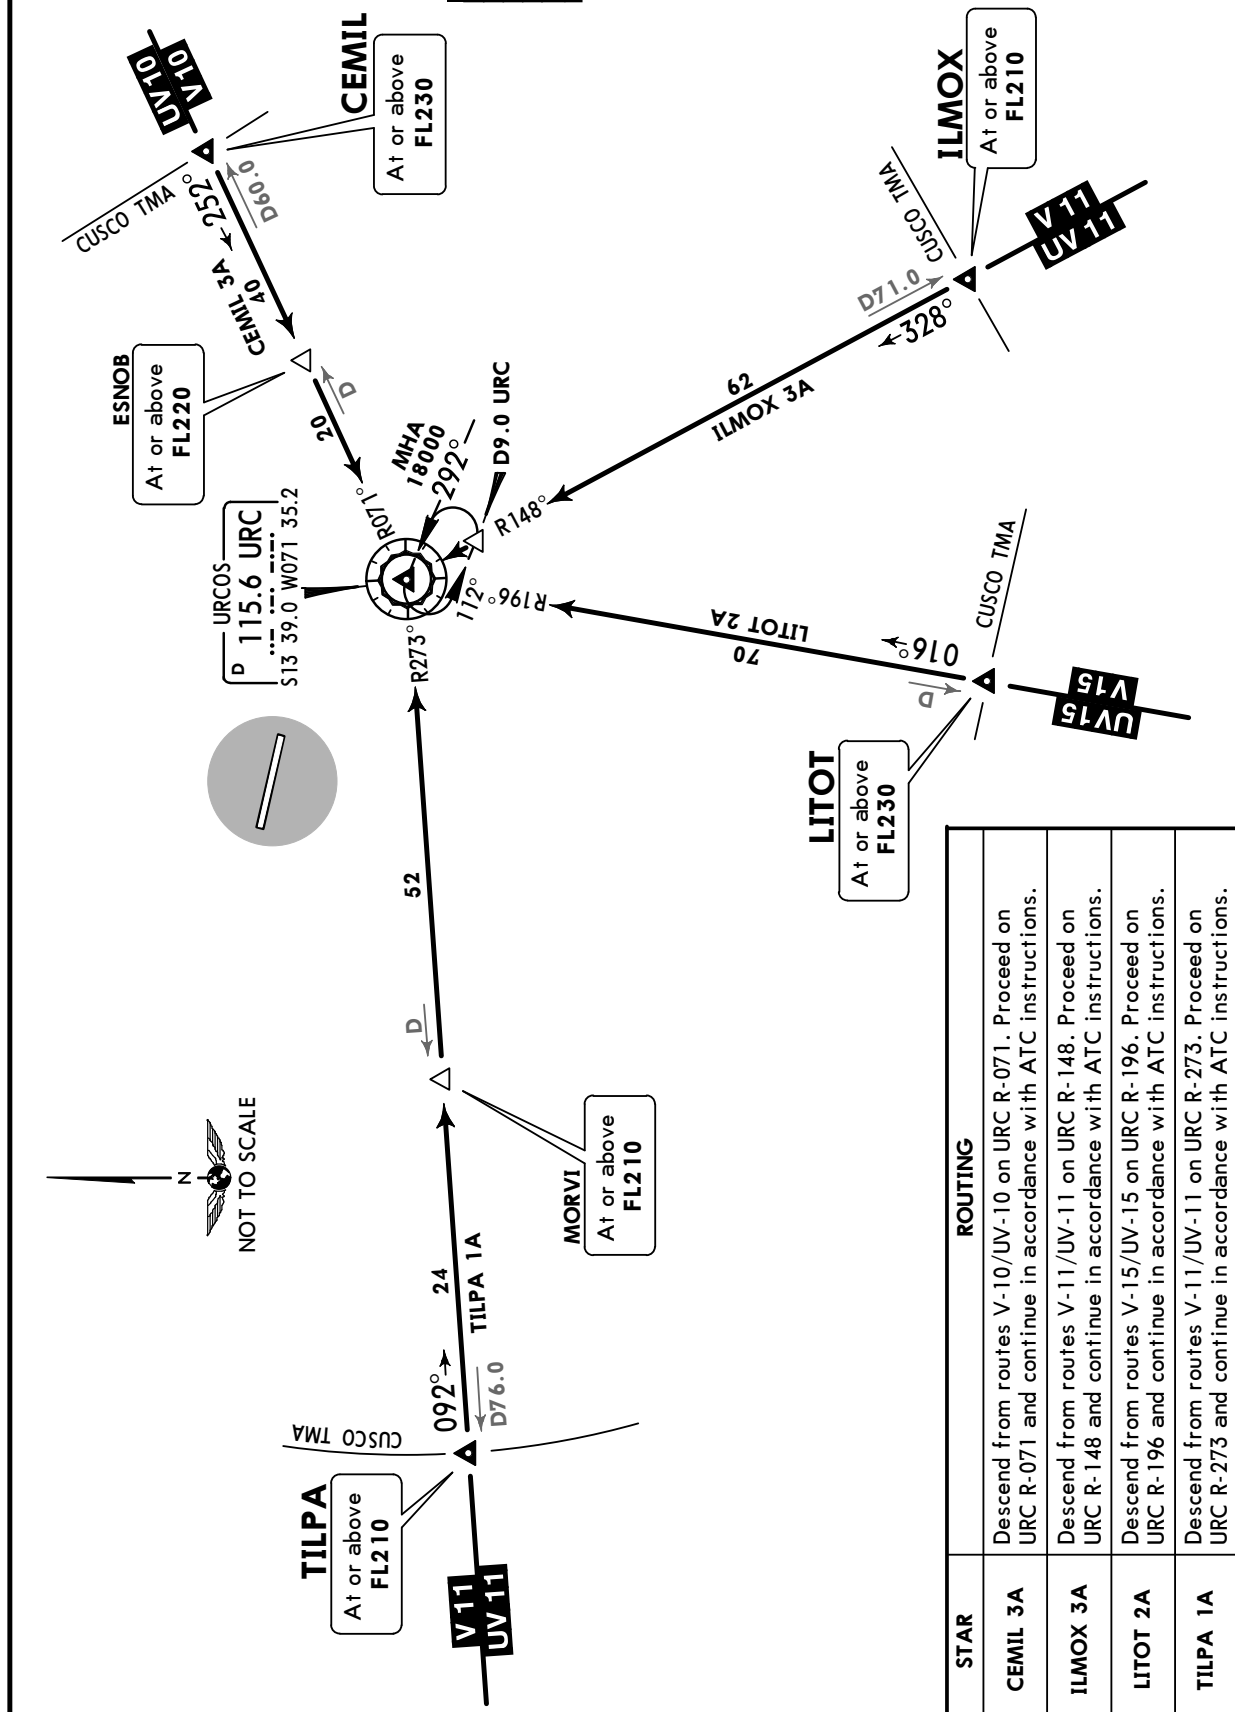 CEMIL
At or above
FL230
UV10
V10
CUSCO TMA
252°
D60.0
CEMIL 3A
40
ESNOB
At or above
FL220
D
20
R071°
URCOS
D 115.6 URC
S13 39.0 W071 35.2
MHA
18000
292°
D9.0 URC
112°
R148°
R196°
R273°
ILMOX
At or above
FL210
CUSCO TMA
D71.0
328°
62
ILMOX 3A
V 11
UV 11
LITOT
At or above
FL230
CUSCO TMA
016°
D
70
LITOT 2A
UV15
V15
52
D
N
NOT TO SCALE
MORVI
At or above
FL210
24
TILPA 1A
092°
D76.0
CUSCO TMA
TILPA
At or above
FL210
V 11
UV 11
STAR
ROUTING
CEMIL 3A
Descend from routes V-10/UV-10 on URC R-071. Proceed on
URC R-071 and continue in accordance with ATC instructions.
ILMOX 3A
Descend from routes V-11/UV-11 on URC R-148. Proceed on
URC R-148 and continue in accordance with ATC instructions.
LITOT 2A
Descend from routes V-15/UV-15 on URC R-196. Proceed on
URC R-196 and continue in accordance with ATC instructions.
TILPA 1A
Descend from routes V-11/UV-11 on URC R-273. Proceed on
URC R-273 and continue in accordance with ATC instructions.